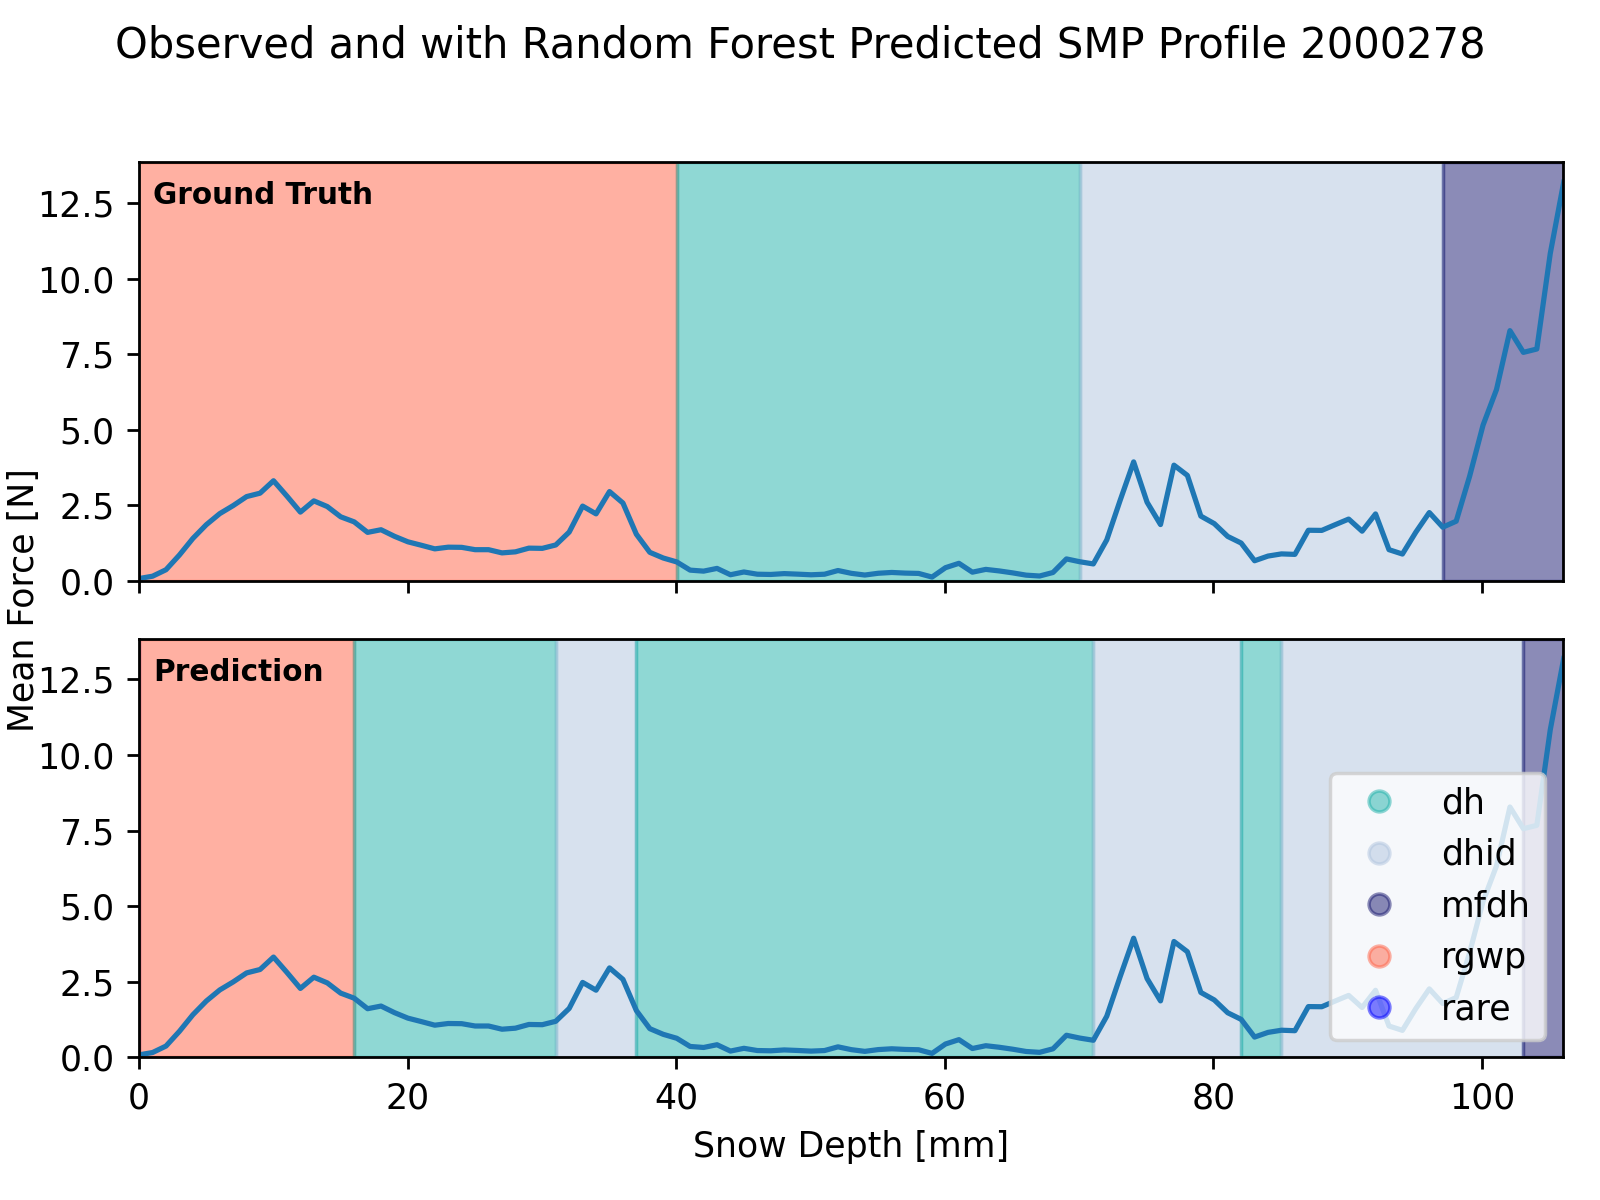 Observed and with Random Forest Predicted SMP Profile 2000278
Mean Force [N]
Ground Truth
12.5
10.0
7.5
5.0
2.5
0.0
Prediction
12.5
10.0
7.5
5.0
2.5
0.0
dh
dhid
mfdh
rgwp
rare
0 20 40 60 80 100
Snow Depth [mm]